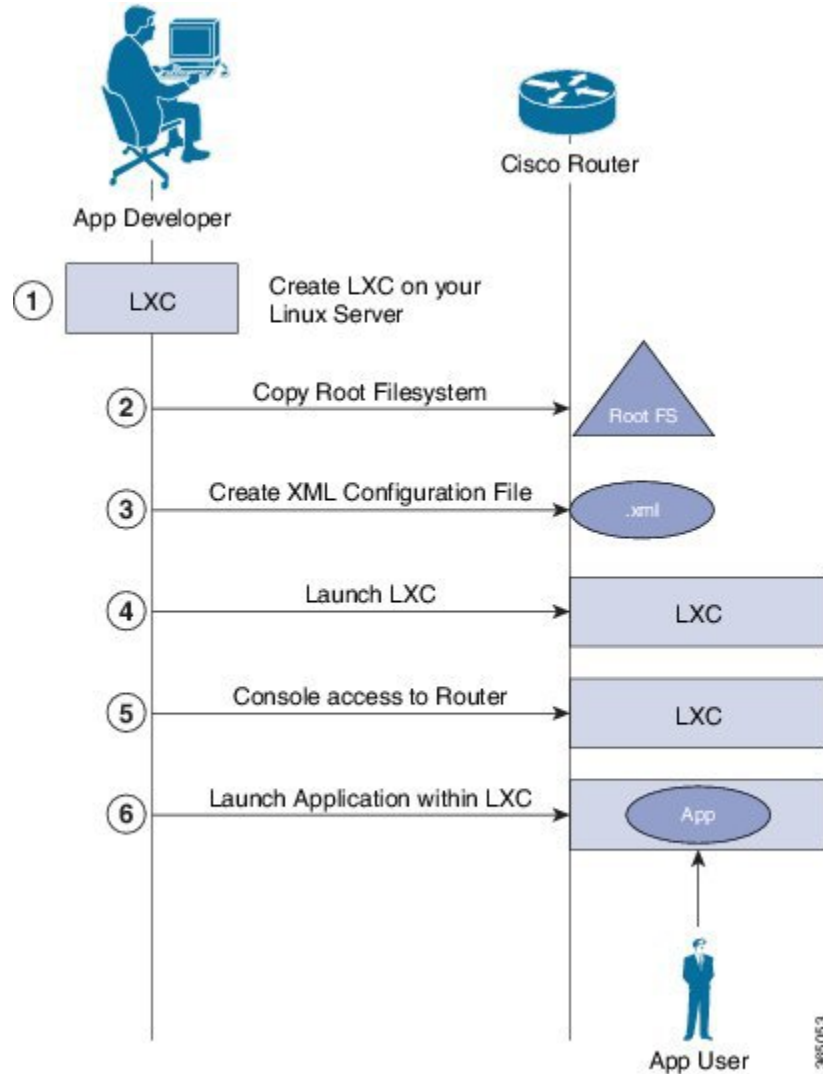 Cisco Router
App Developer
1
LXC
Create LXC on your
Linux Server
2
Copy Root Filesystem
Root FS
3
Create XML Configuration File
.xml
4
Launch LXC
LXC
5
Console access to Router
LXC
6
Launch Application within LXC
App
App User
365053